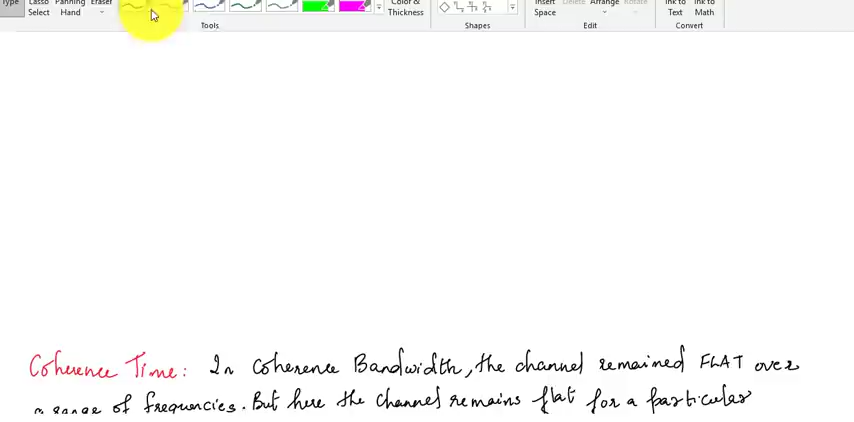 Type Lasso Select Panning Hand Eraser Color & Thickness Insert Space Delete Arrange Rotate Ink to Text Ink to Math
Tools Shapes Edit Convert
Coherence Time: In Coherence Bandwidth, the channel remained FLAT over
a range of frequencies. But here the channel remains flat for a particular